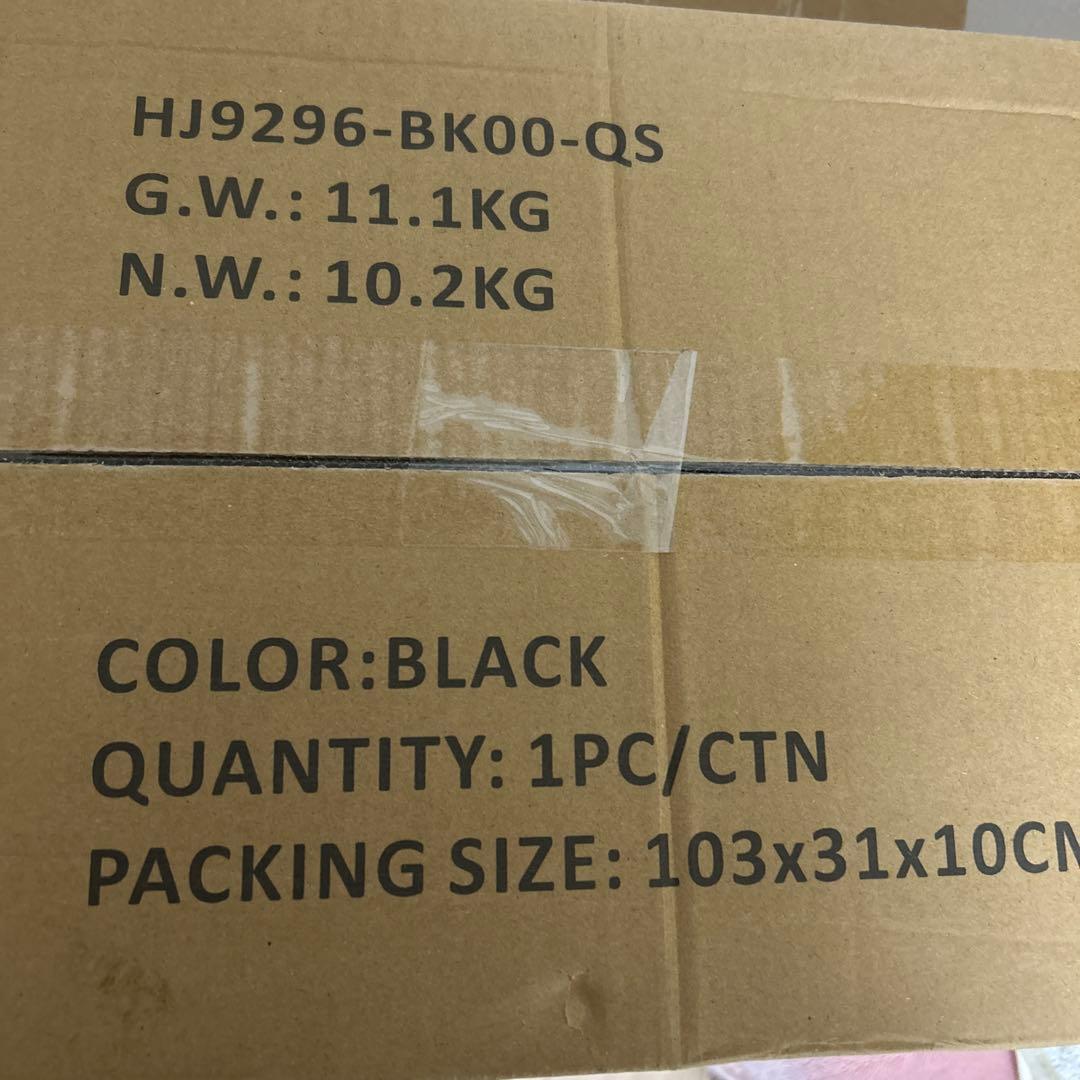 HJ9296-BK00-QS
G.W.: 11.1KG
N.W.: 10.2KG
COLOR:BLACK
QUANTITY: 1PC/CTN
PACKING SIZE: 103x31x10CM